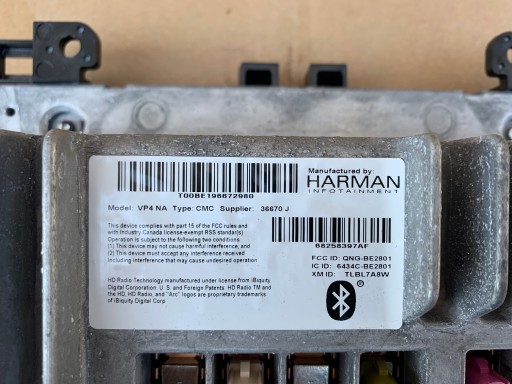 T00BE196672980
Manufactured by:
HARMAN
INFOTAINMENT
Model: VP4 NA Type: CMC Supplier: 36670 J
This device complies with part 15 of the FCC rules and
with Industry Canada license-exempt RSS standard(s)
Operation is subject to the following two conditions
(1) This device may not cause harmful interference, and
(2) This device must accept any interference received
including interference that may cause undesired operation
68258397AF
FCC ID: QNG-BE2801
IC ID: 6434C-BE2801
XM ID: TLBL7A8W
HD Radio Technology manufactured under license from iBiquity
Digital Corporation. U.S. and Foreign Patents. HD Radio TM and
the HD, HD Radio, and "Arc" logos are proprietary trademarks
of iBiquity Digital Corp.
®